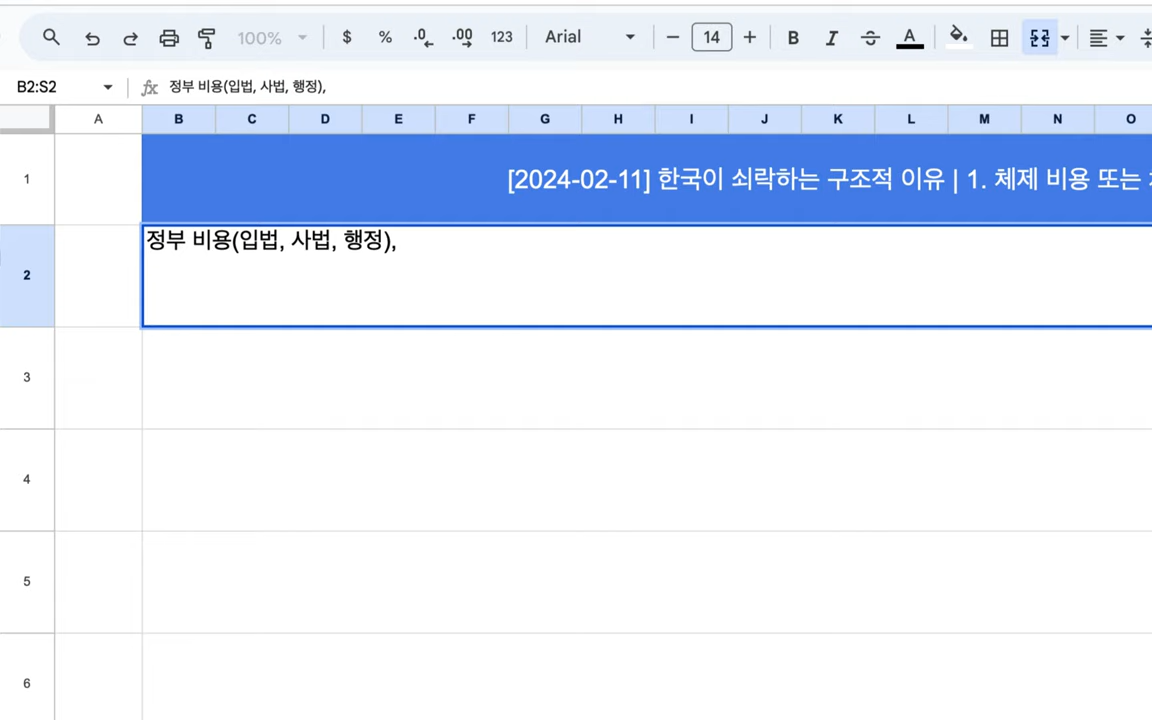 100% $ % .0 .00 123 Arial 14 B I A
B2:S2 fx 정부 비용(입법, 사법, 행정),
A B C D E F G H I J K L M N O
1 [2024-02-11] 한국이 쇠락하는 구조적 이유 | 1. 체제 비용 또는
2 정부 비용(입법, 사법, 행정),
3
4
5
6